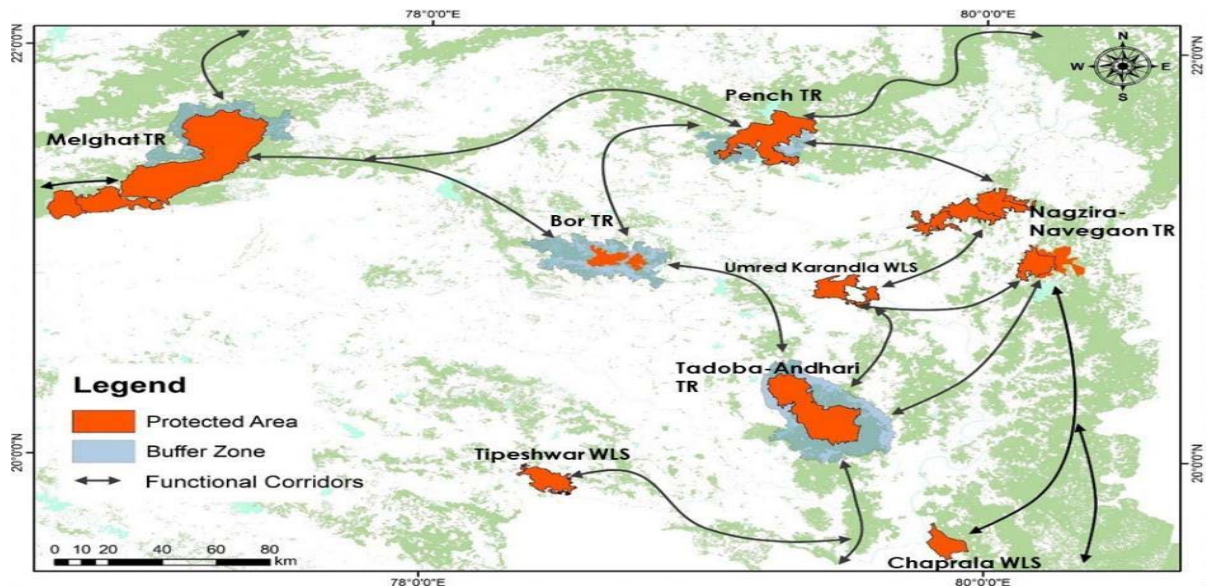 78°0'0"E
80°0'0"E
22°0'0"N
22°0'0"N
N
W
E
S
Pench TR
Melghat TR
Bor TR
Nagzira-
Navegaon TR
Umred Karandla WLS
Tadoba-Andhari
TR
Legend
Protected Area
Buffer Zone
Functional Corridors
Tipeshwar WLS
20°0'0"N
20°0'0"N
0 10 20 40 60 80
km
Chaprala WLS
78°0'0"E
80°0'0"E